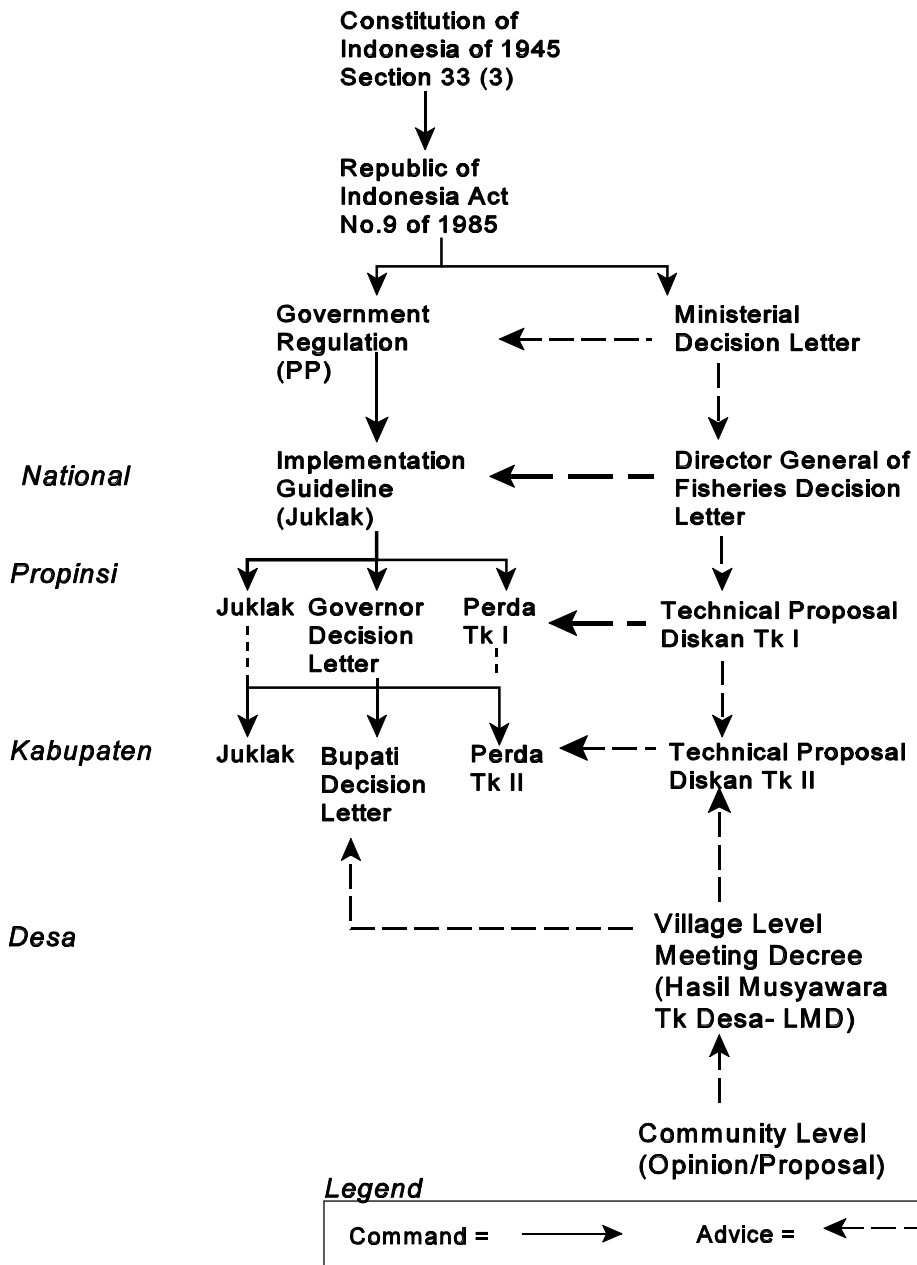 Constitution of
Indonesia of 1945
Section 33 (3)
Republic of
Indonesia Act
No.9 of 1985
Government
Regulation
(PP)
Ministerial
Decision Letter
National
Implementation
Guideline
(Juklak)
Director General of
Fisheries Decision
Letter
Propinsi
Juklak
Governor
Decision
Letter
Perda
Tk I
Technical Proposal
Diskan Tk I
Kabupaten
Juklak
Bupati
Decision
Letter
Perda
Tk II
Technical Proposal
Diskan Tk II
Desa
Village Level
Meeting Decree
(Hasil Musyawara
Tk Desa- LMD)
Community Level
(Opinion/Proposal)
Legend
Command =
Advice =